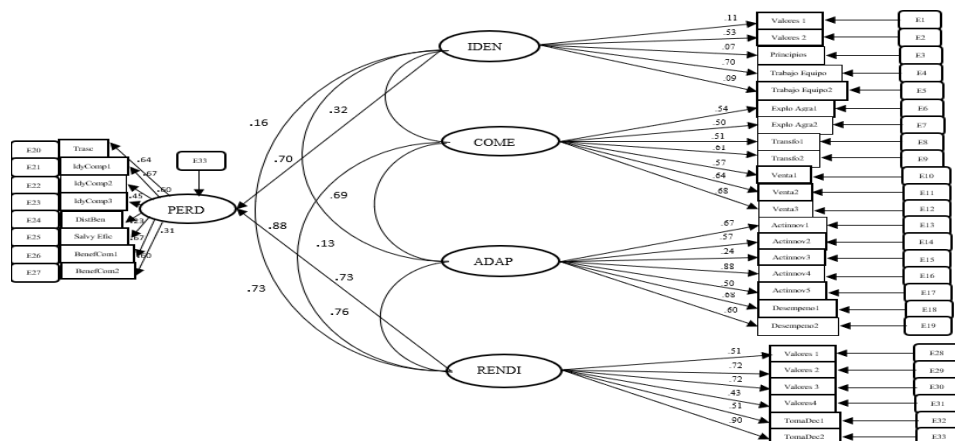 .11
Valores 1
E1
IDEN
.53
Valores 2
E2
.07
Principios
E3
.70
Trabajo Equipo
E4
.09
Trabajo Equipo2
E5
.32
.16
.54
Explo Agra1
E6
.50
Explo Agra2
E7
COME
.51
Transfo1
E8
.61
Transfo2
E9
.57
Venta1
E10
.64
Venta2
E11
.68
Venta3
E12
E20
Trasc
E33
.64
E21
IdyComp1
.67
E22
IdyComp2
.60
E23
IdyComp3
.45
PERD
E24
DistBen
.23
E25
Salvy Efic
.67
.31
E26
BenefCom1
E27
BenefCom2
.70
.69
.88
.13
.73
.73
.76
.67
Actinnov1
E13
.57
Actinnov2
E14
ADAP
.24
Actinnov3
E15
.88
Actinnov4
E16
.50
Actinnov5
E17
.68
Desempeno1
E18
.60
Desempeno2
E19
.51
Valores 1
E28
.72
Valores 2
E29
RENDI
.72
Valores 3
E30
.43
Valores4
E31
.51
TomaDec1
E32
.90
TomaDec2
E33